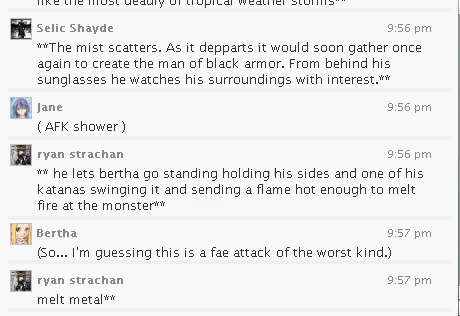 like the most deadly of tropical weather storms**
Selic Shayde 9:56 pm
**The mist scatters. As it depparts it would soon gather once
again to create the man of black armor. From behind his
sunglasses he watches his surroundings with interest.**
Jane 9:56 pm
( AFK shower )
ryan strachan 9:56 pm
** he lets bertha go standing holding his sides and one of his
katanas swinging it and sending a flame hot enough to melt
fire at the monster**
Bertha 9:57 pm
(So... I'm guessing this is a fae attack of the worst kind.)
ryan strachan 9:57 pm
melt metal**